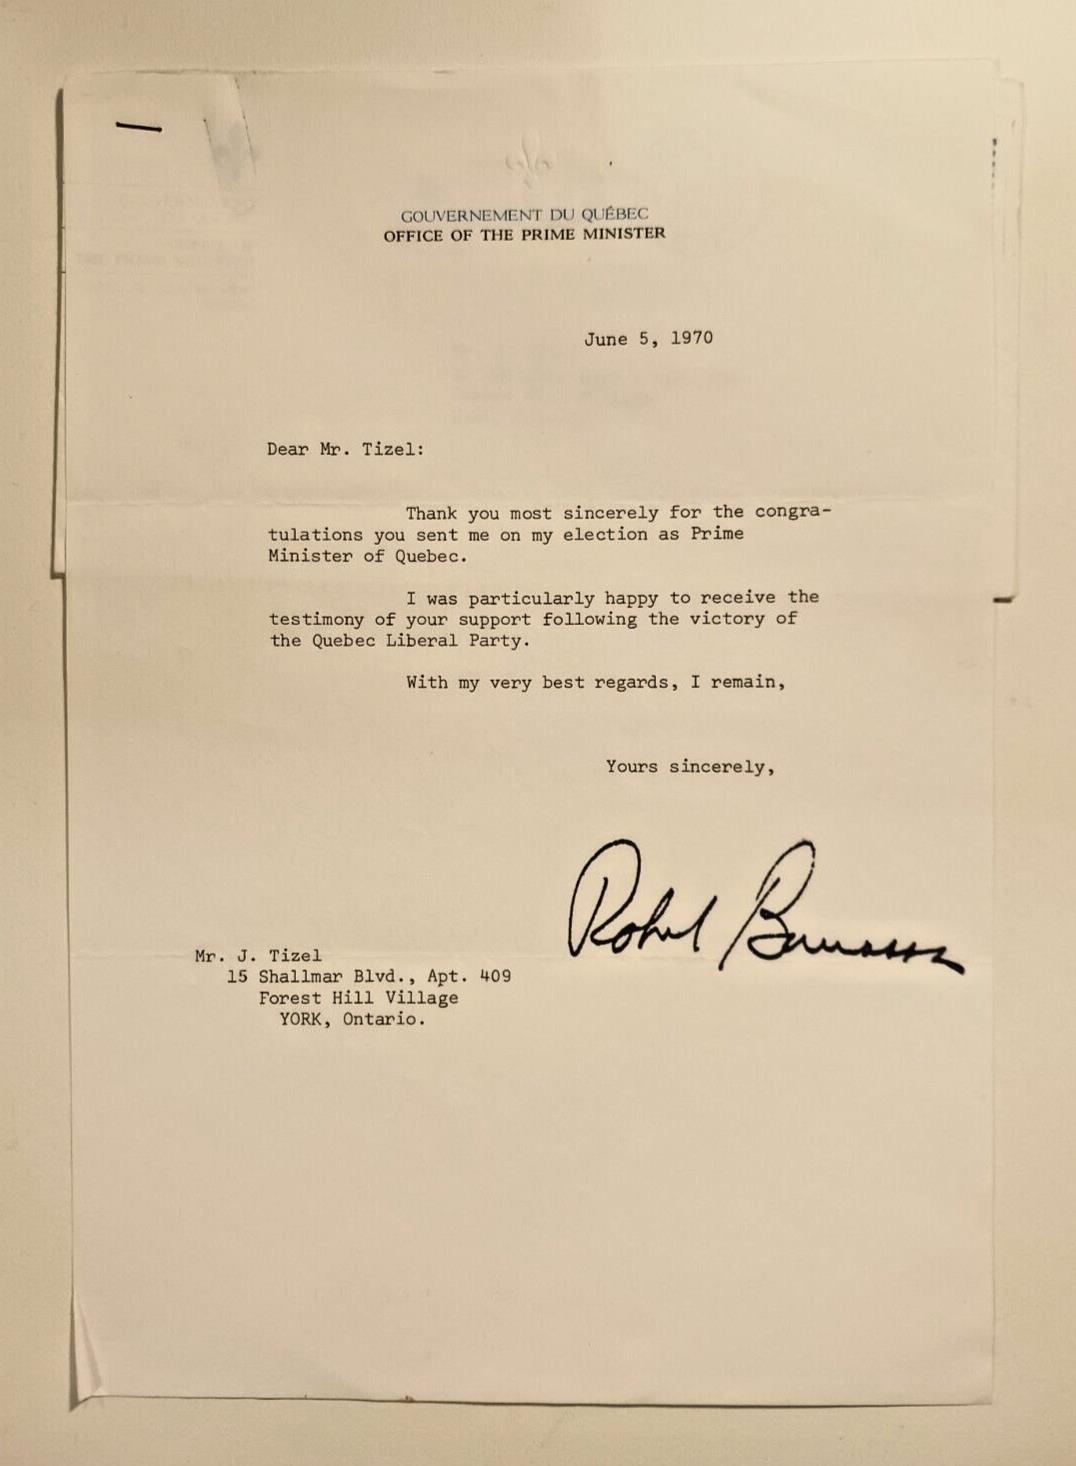 GOUVERNEMENT DU QUÉBEC
OFFICE OF THE PRIME MINISTER
June 5, 1970
Dear Mr. Tizel:
Thank you most sincerely for the congra-
tulations you sent me on my election as Prime
Minister of Quebec.
I was particularly happy to receive the
testimony of your support following the victory of
the Quebec Liberal Party.
With my very best regards, I remain,
Yours sincerely,
Robert Bourassa
Mr. J. Tizel
15 Shallmar Blvd., Apt. 409
Forest Hill Village
YORK, Ontario.